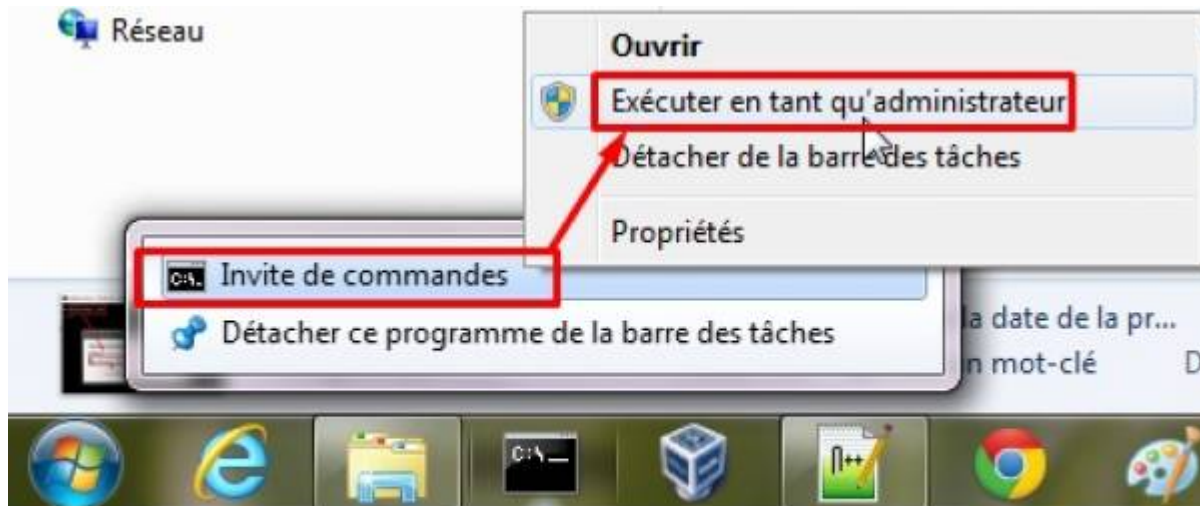 Réseau
Ouvrir
Exécuter en tant qu'administrateur
Détacher de la barre des tâches
Propriétés
Invite de commandes
Détacher ce programme de la barre des tâches
la date de la pr...
mot-clé
C:\_
n++